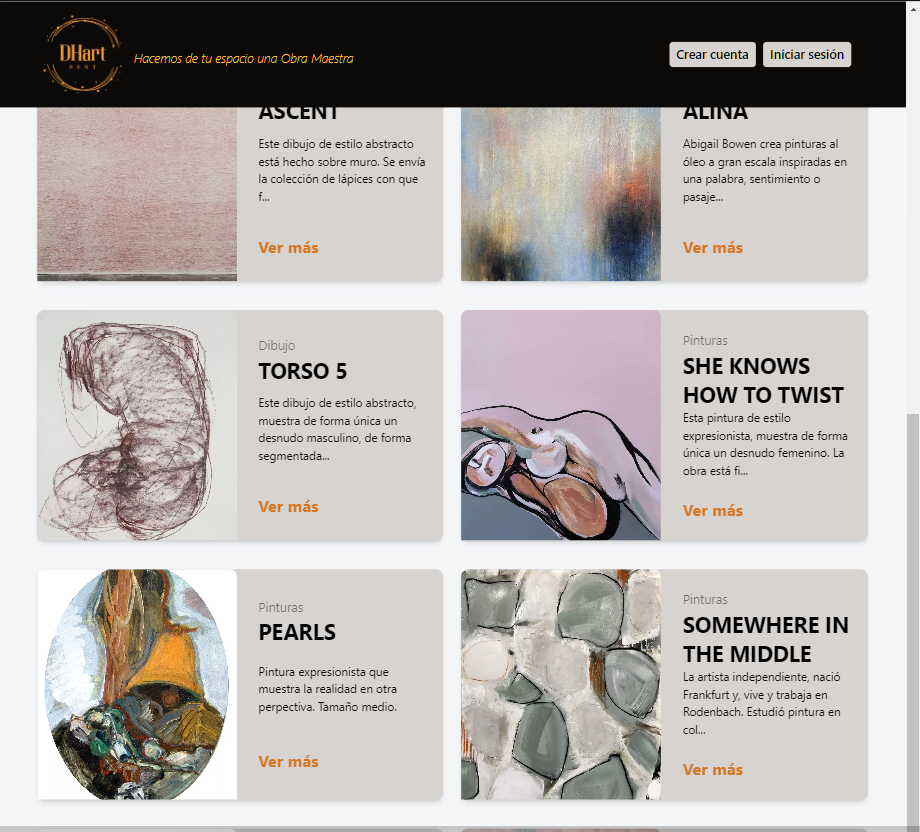 DHart
RENT
Hacemos de tu espacio una Obra Maestra
Crear cuenta
Iniciar sesión
ASCENT
Este dibujo de estilo abstracto
está hecho sobre muro. Se envía
la colección de lápices con que
f...
Ver más
ALINA
Abigail Bowen crea pinturas al
óleo a gran escala inspiradas en
una palabra, sentimiento o
pasaje...
Ver más
Dibujo
TORSO 5
Este dibujo de estilo abstracto,
muestra de forma única un
desnudo masculino, de forma
segmentada...
Ver más
Pinturas
SHE KNOWS
HOW TO TWIST
Esta pintura de estilo
expresionista, muestra de forma
única un desnudo femenino. La
obra está fi...
Ver más
Pinturas
PEARLS
Pintura expresionista que
muestra la realidad en otra
perpectiva. Tamaño medio.
Ver más
Pinturas
SOMEWHERE IN
THE MIDDLE
La artista independiente, nació
Frankfurt y, vive y trabaja en
Rodenbach. Estudió pintura en
col...
Ver más